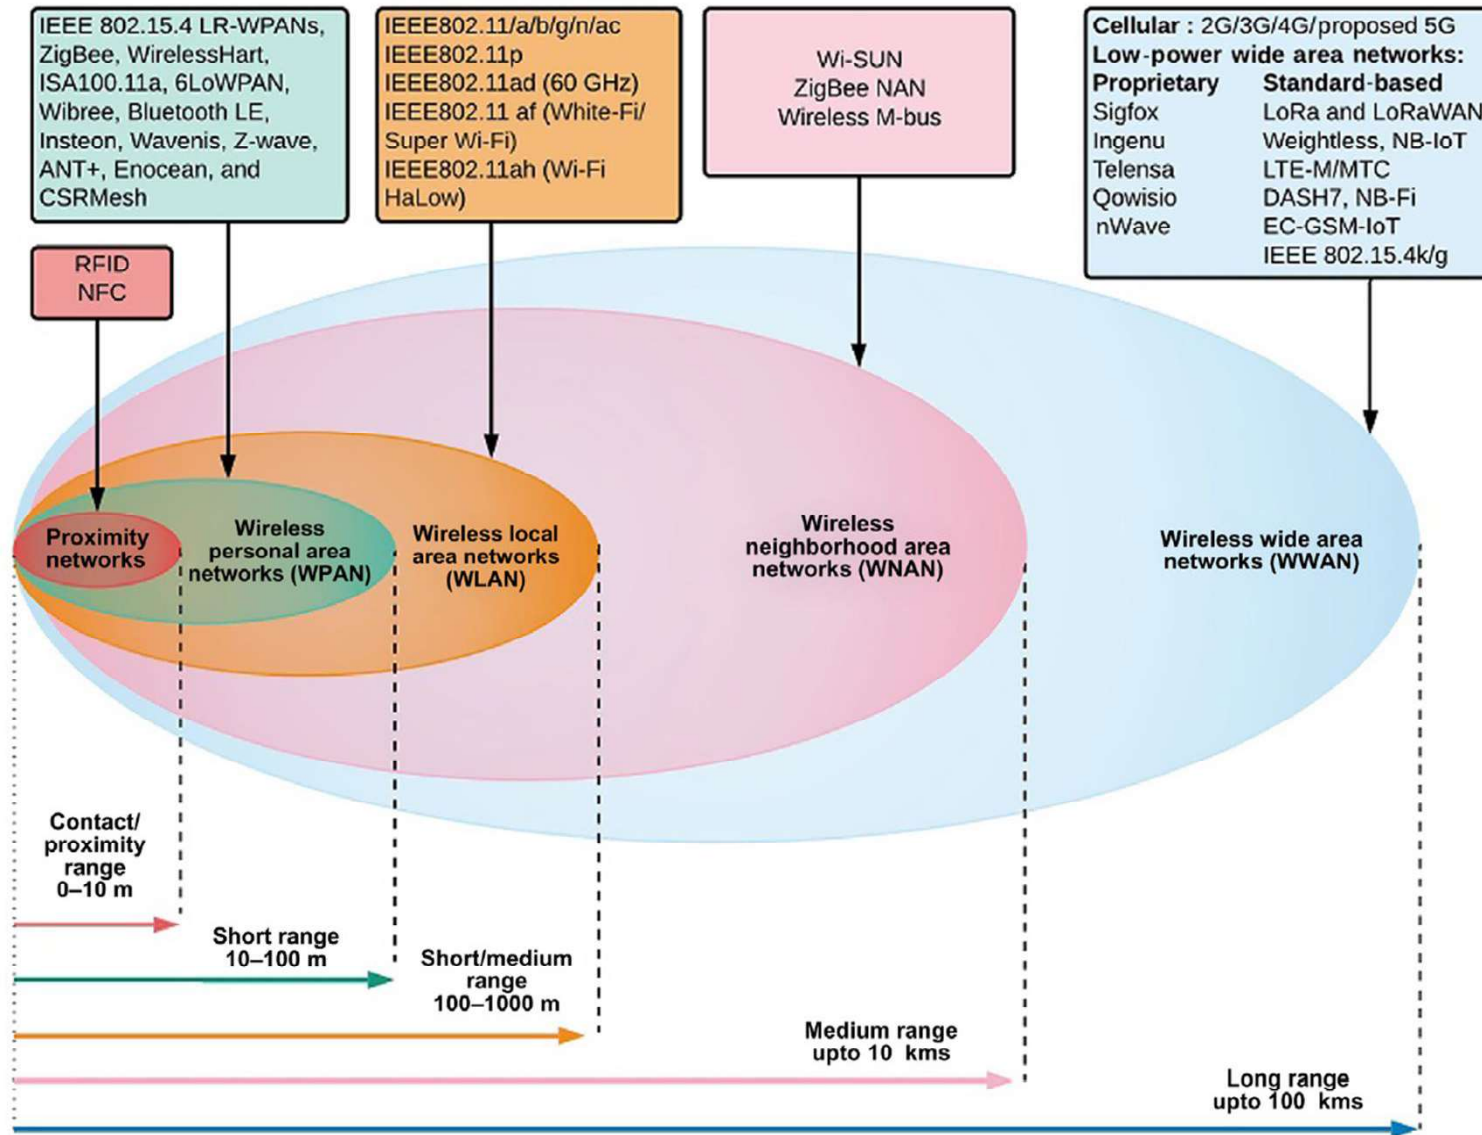 IEEE 802.15.4 LR-WPANs,
ZigBee, WirelessHart,
ISA100.11a, 6LoWPAN,
Wibree, Bluetooth LE,
Insteon, Wavenis, Z-wave,
ANT+, Enocean, and
CSRMesh
IEEE802.11/a/b/g/n/ac
IEEE802.11p
IEEE802.11ad (60 GHz)
IEEE802.11 af (White-Fi/
Super Wi-Fi)
IEEE802.11ah (Wi-Fi
HaLow)
Wi-SUN
ZigBee NAN
Wireless M-bus
Cellular : 2G/3G/4G/proposed 5G
Low-power wide area networks:
Proprietary Standard-based
Sigfox LoRa and LoRaWAN
Ingenu Weightless, NB-IoT
Telensa LTE-M/MTC
Qowisio DASH7, NB-Fi
nWave EC-GSM-IoT
IEEE 802.15.4k/g
RFID
NFC
Proximity
networks
Wireless
personal area
networks (WPAN)
Wireless local
area networks
(WLAN)
Wireless
neighborhood area
networks (WNAN)
Wireless wide area
networks (WWAN)
Contact/
proximity
range
0–10 m
Short range
10–100 m
Short/medium
range
100–1000 m
Medium range
upto 10 kms
Long range
upto 100 kms